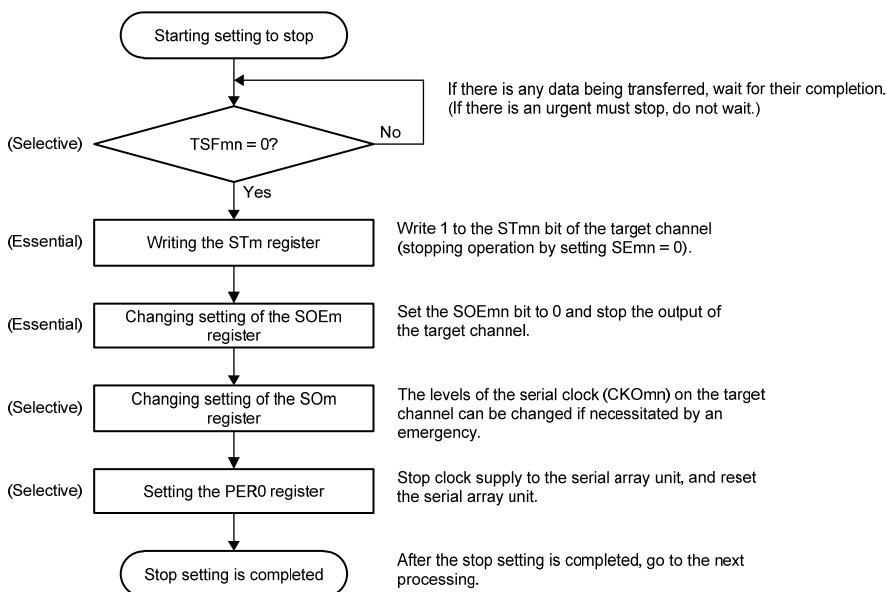 Starting setting to stop
If there is any data being transferred, wait for their completion.
(If there is an urgent must stop, do not wait.)
(Selective)
TSFmn = 0?
No
Yes
(Essential)
Writing the STm register
Write 1 to the STmn bit of the target channel
(stopping operation by setting SEmn = 0).
(Essential)
Changing setting of the SOEm
register
Set the SOEmn bit to 0 and stop the output of
the target channel.
(Selective)
Changing setting of the SOm
register
The levels of the serial clock (CKOmn) on the target
channel can be changed if necessitated by an
emergency.
(Selective)
Setting the PER0 register
Stop clock supply to the serial array unit, and reset
the serial array unit.
Stop setting is completed
After the stop setting is completed, go to the next
processing.